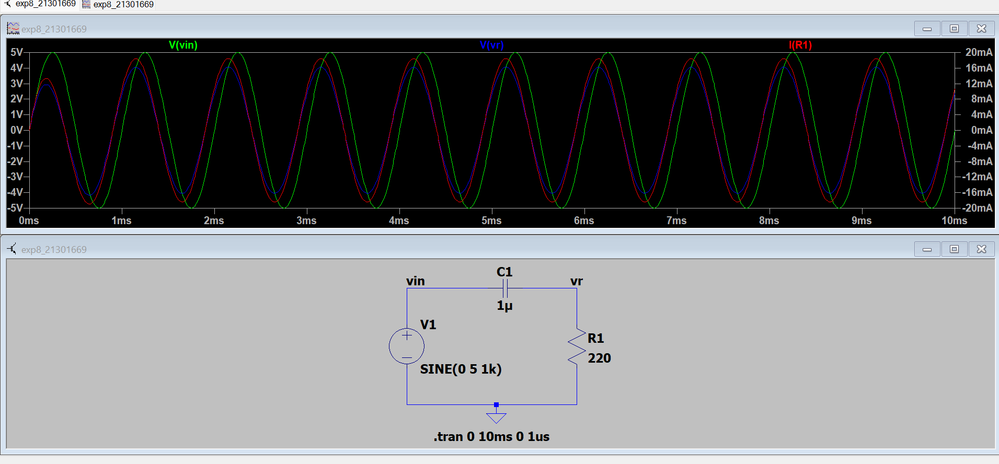 exp8_21301669 exp8_21301669
exp8_21301669
V(vin) V(vr) I(R1)
5V 20mA
4V 16mA
3V 12mA
2V 8mA
1V 4mA
0V 0mA
-1V -4mA
-2V -8mA
-3V -12mA
-4V -16mA
-5V -20mA
0ms 1ms 2ms 3ms 4ms 5ms 6ms 7ms 8ms 9ms 10ms
exp8_21301669
C1
vin vr
1µ
V1
R1
220
SINE(0 5 1k)
.tran 0 10ms 0 1us